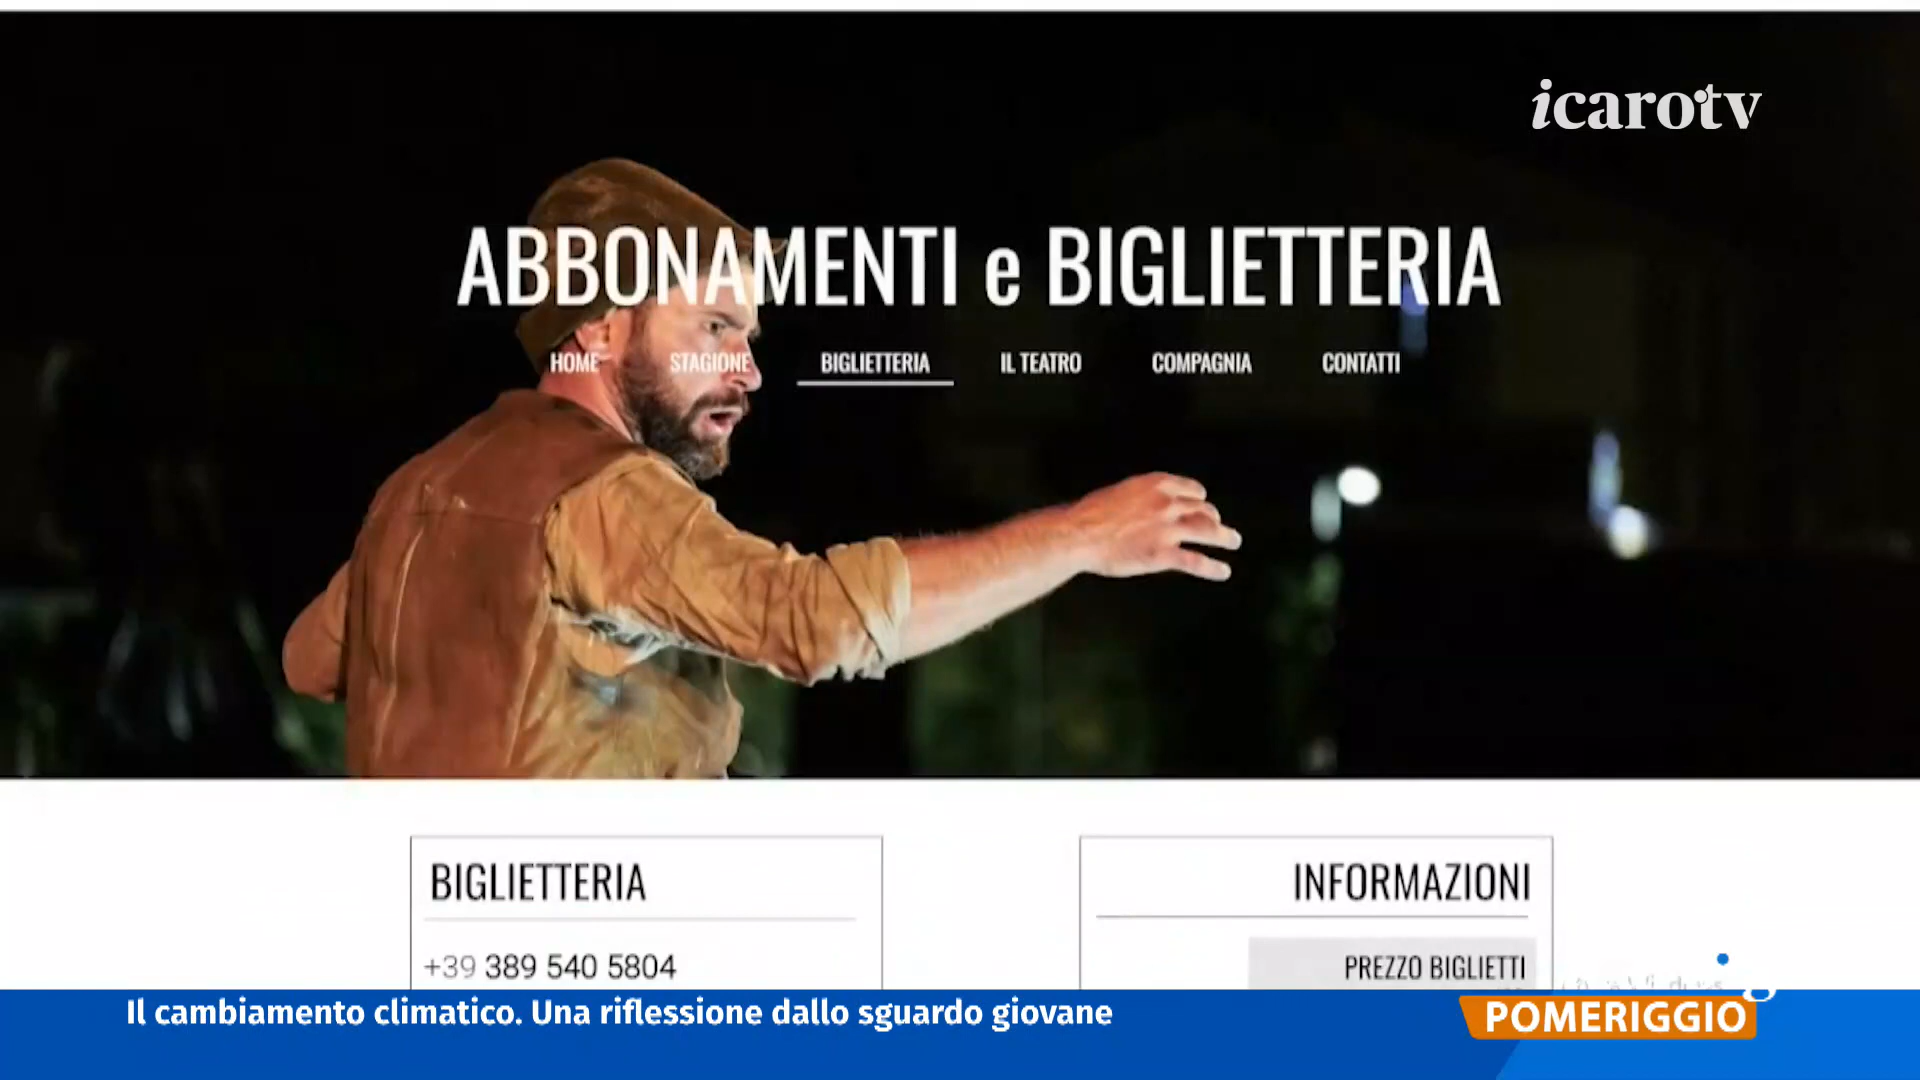 icarotv
ABBONAMENTI e BIGLIETTERIA
HOME STAGIONE BIGLIETTERIA IL TEATRO COMPAGNIA CONTATTI
BIGLIETTERIA
INFORMAZIONI
+39 389 540 5804
PREZZO BIGLIETTI
Il cambiamento climatico. Una riflessione dallo sguardo giovane
POMERIGGIO